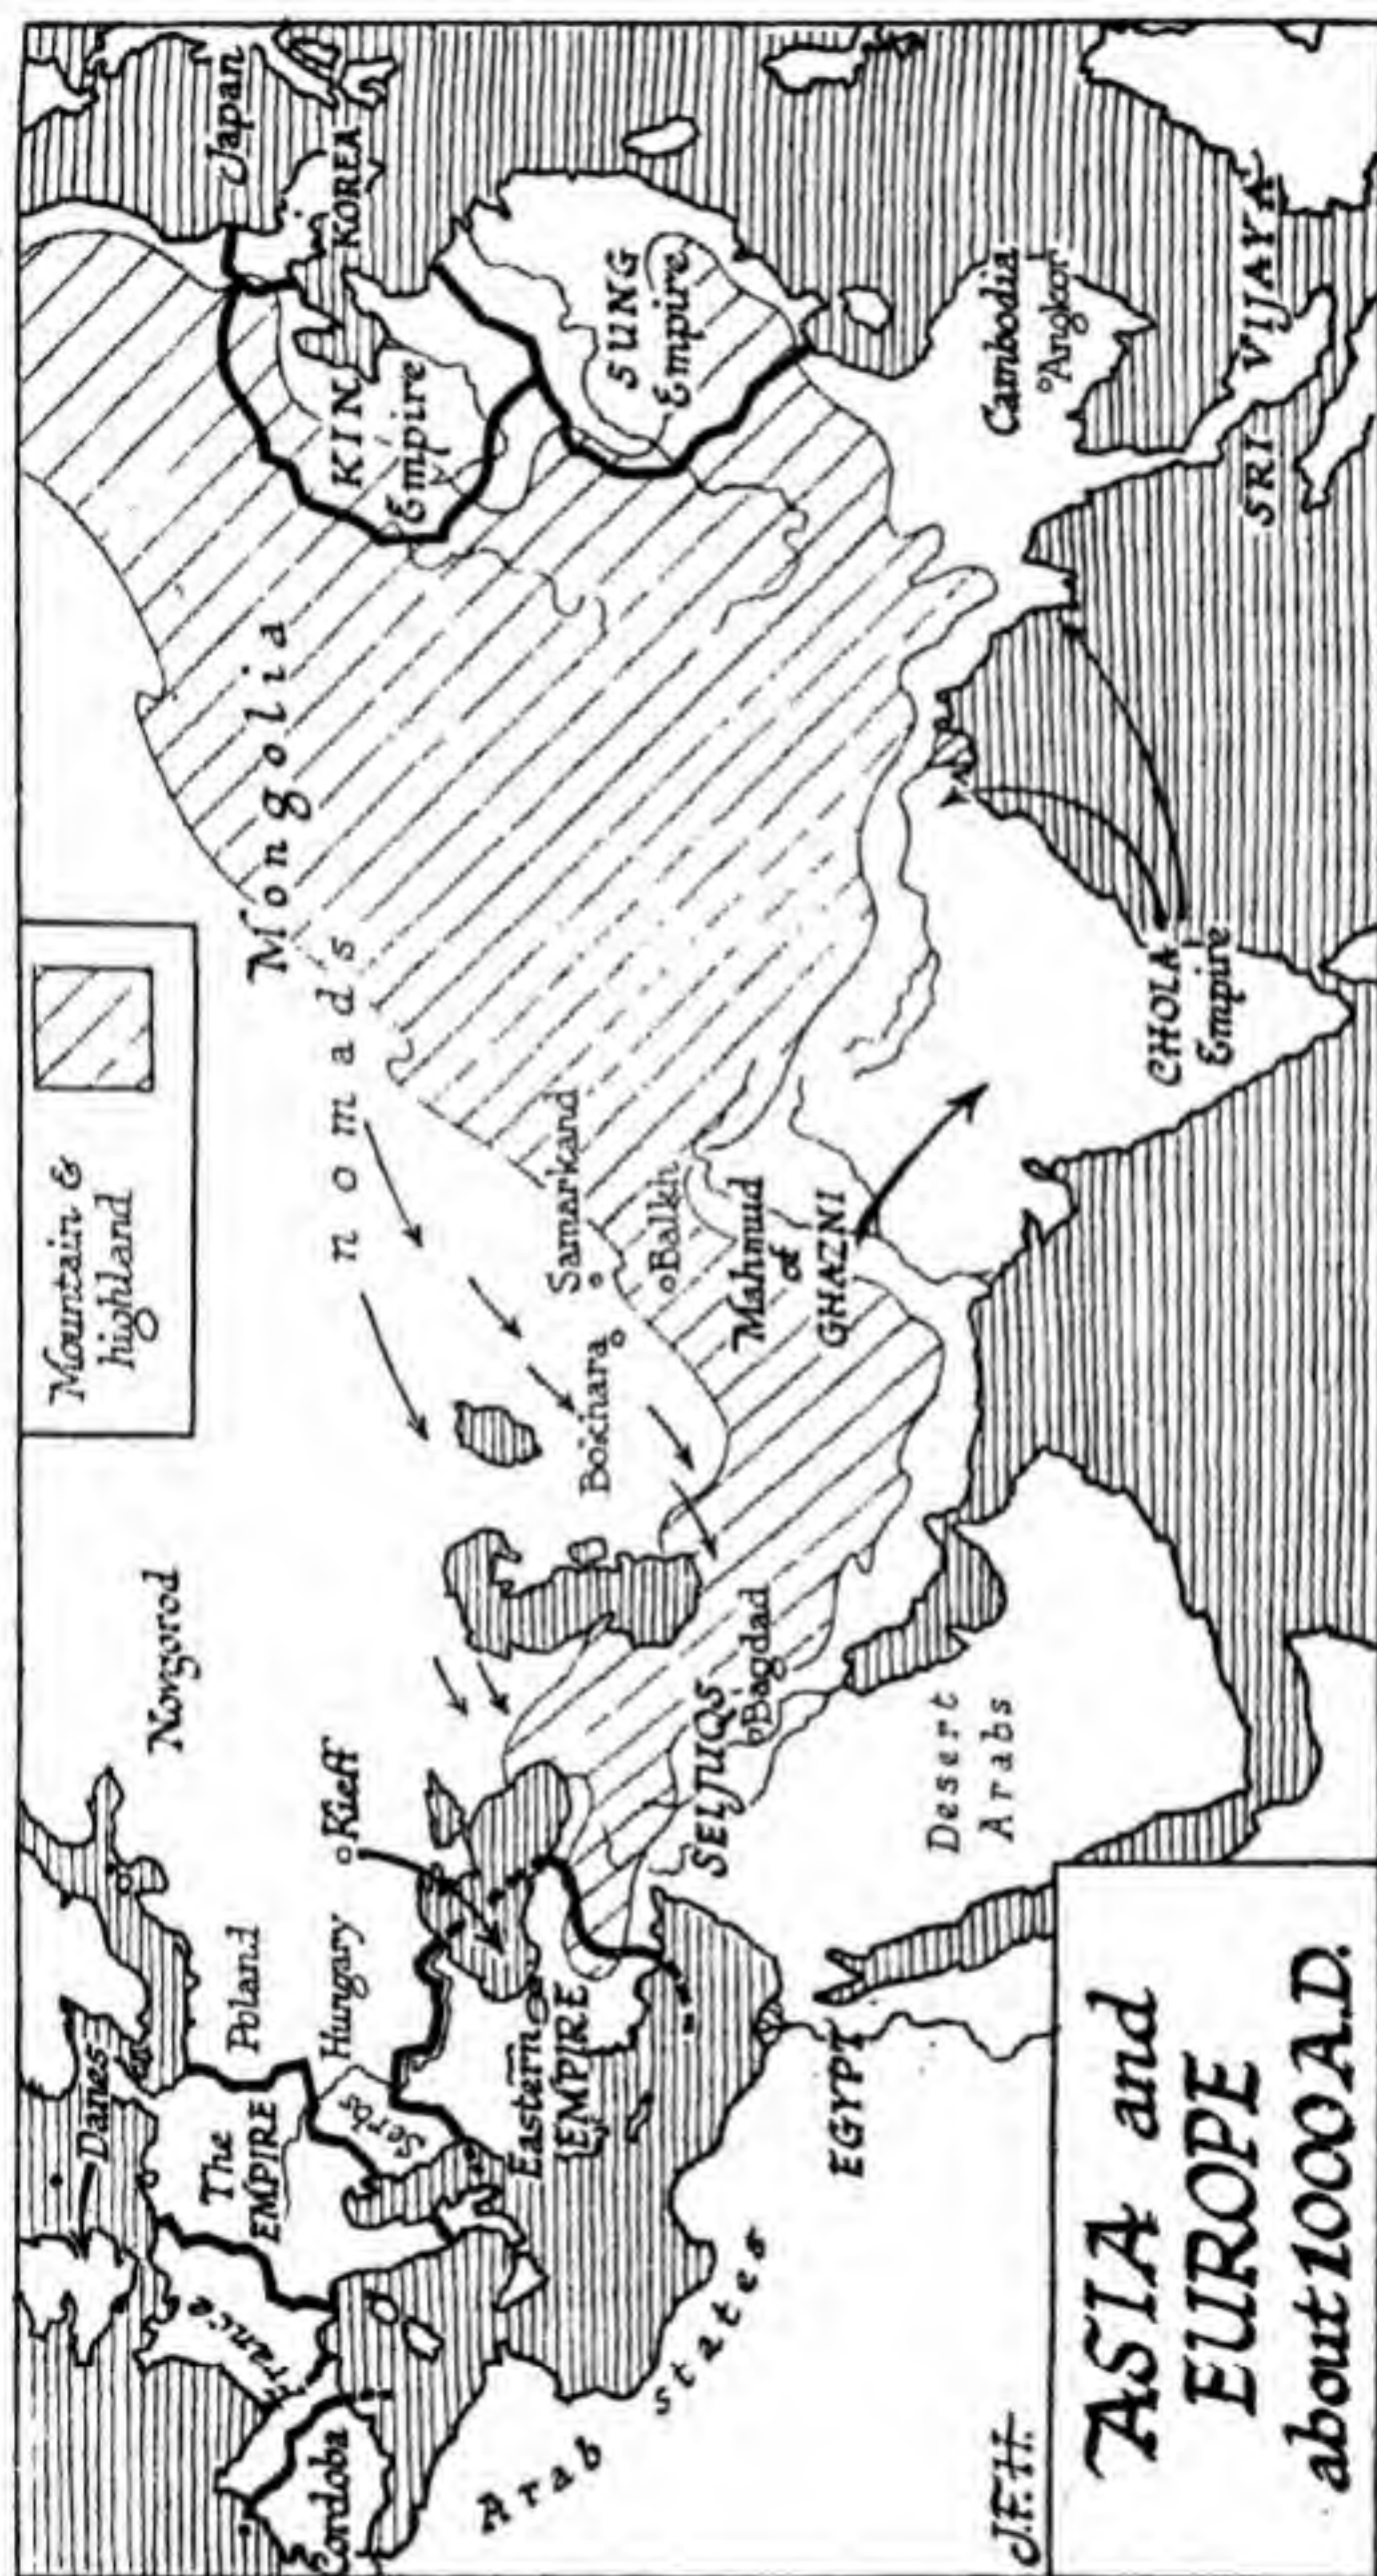 ASIA and
EUROPE
about 1000 A.D.
J.F.H.
Mountain &
highland
Danes
Novgorod
France
The
EMPIRE
Poland
Hungary
Serbs
Kieff
Cordoba
Eastern
EMPIRE
Arab States
EGYPT
SELJUQS
Bagdad
Desert
Arabs
nomads
Mongolia
Bokhara
Samarkand
Balkh
Mahmud
of
GHAZNI
CHOLA
Empire
KIN
Empire
KOREA
Japan
SUNG
Empire
Cambodia
Angkor
SRI VIJAYA